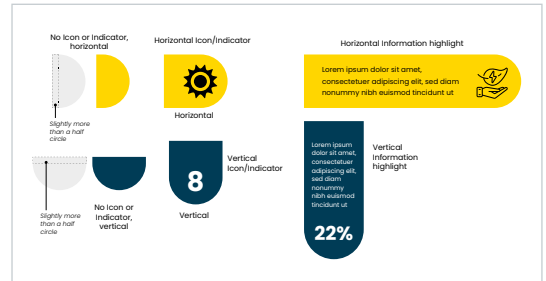 No Icon or Indicator,
horizontal
Horizontal Icon/Indicator
Horizontal Information highlight
Lorem ipsum dolor sit amet,
consectetuer adipiscing elit, sed diam
nonummy nibh euismod tincidunt ut
Horizontal
Slightly more
than a half
circle
Lorem ipsum
dolor sit amet,
consectetuer
adipiscing elit,
sed diam
nonummy
nibh euismod
tincidunt ut
22%
Vertical
Information
highlight
8
Vertical
Icon/Indicator
Vertical
No Icon or
Indicator,
vertical
Slightly more
than a half
circle